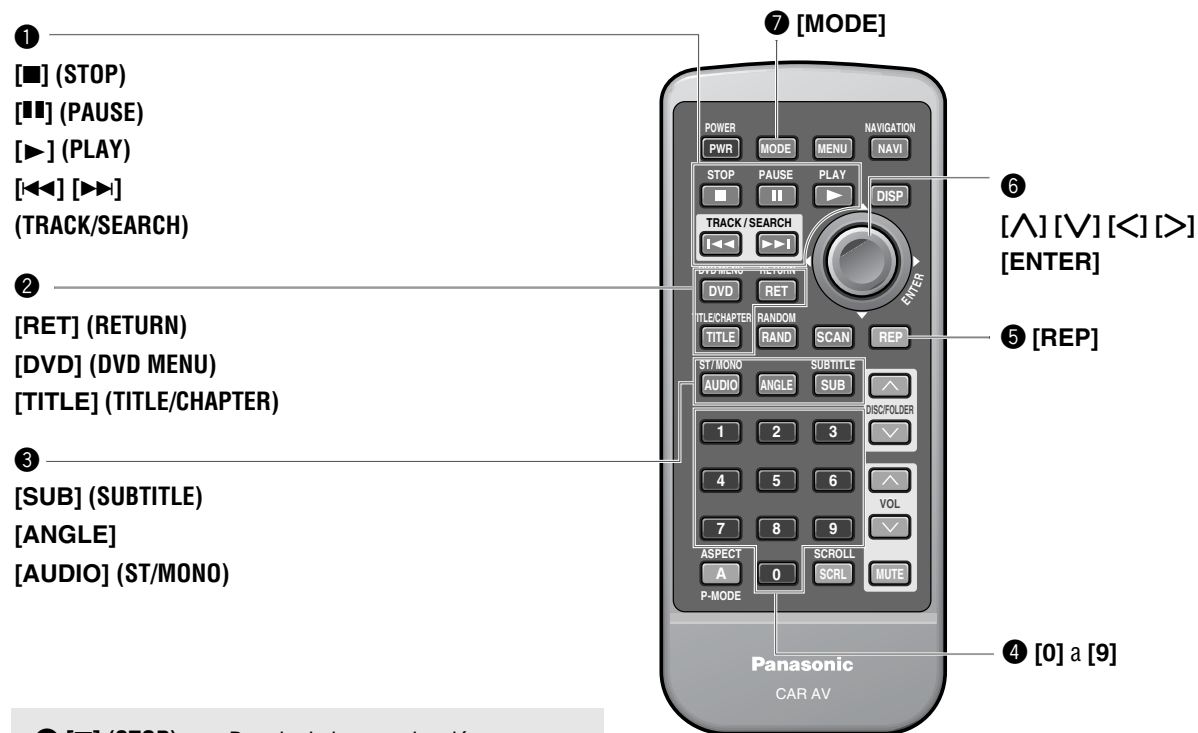 ❶
[■] (STOP)
[▮▮] (PAUSE)
[►] (PLAY)
[|◄◄] [►►|]
(TRACK/SEARCH)
❷
[RET] (RETURN)
[DVD] (DVD MENU)
[TITLE] (TITLE/CHAPTER)
❸
[SUB] (SUBTITLE)
[ANGLE]
[AUDIO] (ST/MONO)
❼ [MODE]
POWER NAVIGATION
PWR MODE MENU NAVI
STOP PAUSE PLAY
DISP
TRACK / SEARCH
ENTER
DVD MENU RETURN
DVD RET
TITLE/CHAPTER RANDOM
TITLE RAND SCAN REP
ST / MONO SUBTITLE
AUDIO ANGLE SUB
DISC/FOLDER
1 2 3
4 5 6
VOL
7 8 9
ASPECT SCROLL
A 0 SCRL MUTE
P-MODE
Panasonic
CAR AV
❻
[∧] [∨] [<] [>]
[ENTER]
❺ [REP]
❹ [0] a [9]